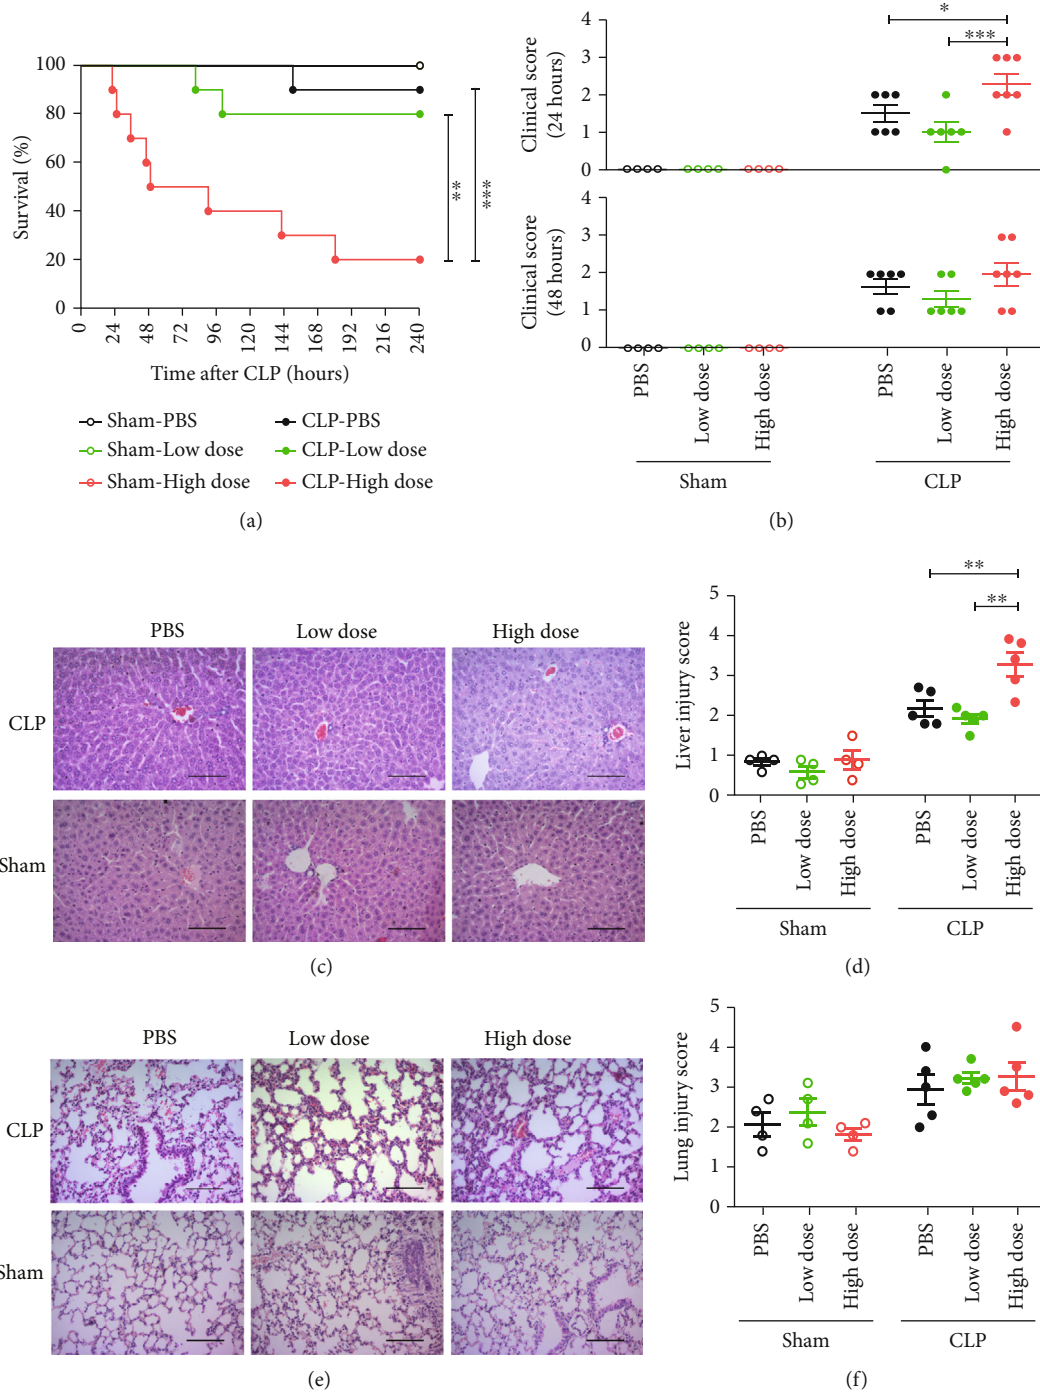 (a)
Survival (%)
100
80
60
40
20
0
0
24
48
72
96
120
144
168
192
216
240
**
***
Time after CLP (hours)
Sham-PBS
CLP-PBS
Sham-Low dose
CLP-Low dose
Sham-High dose
CLP-High dose
(a)
(b)
Clinical score
(24 hours)
4
3
2
1
0
*
***
Clinical score
(48 hours)
4
3
2
1
0
PBS
Low dose
High dose
PBS
Low dose
High dose
Sham
CLP
(b)
PBS
Low dose
High dose
CLP
Sham
(c)
Liver injury score
5
4
3
2
1
0
**
**
PBS
Low dose
High dose
PBS
Low dose
High dose
Sham
CLP
(d)
PBS
Low dose
High dose
CLP
Sham
(e)
Lung injury score
5
4
3
2
1
0
PBS
Low dose
High dose
PBS
Low dose
High dose
Sham
CLP
(f)